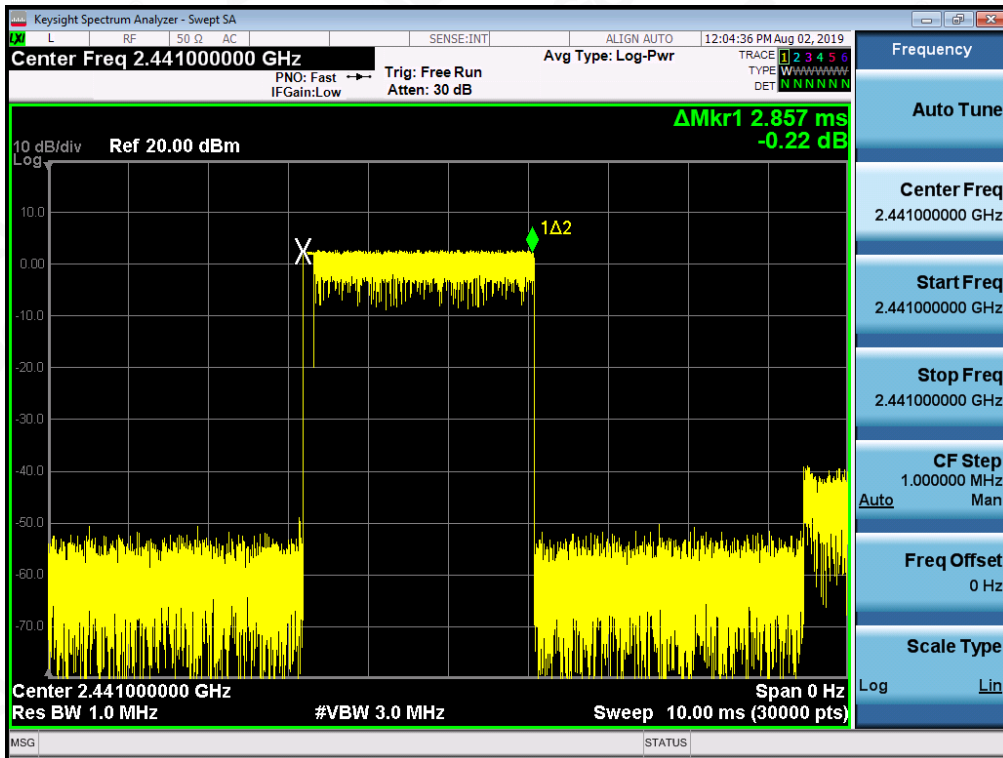 Keysight Spectrum Analyzer - Swept SA
LXI L RF 50 Ω AC SENSE:INT ALIGN AUTO 12:04:36 PM Aug 02, 2019
Center Freq 2.441000000 GHz
PNO: Fast
IFGain:Low
Trig: Free Run
Atten: 30 dB
Avg Type: Log-Pwr
TRACE 1 2 3 4 5 6
TYPE WWWWWW
DET N N N N N N
ΔMkr1 2.857 ms
-0.22 dB
10 dB/div Ref 20.00 dBm
Log
10.0
0.00
-10.0
-20.0
-30.0
-40.0
-50.0
-60.0
-70.0
X
1Δ2
Center 2.441000000 GHz Span 0 Hz
Res BW 1.0 MHz #VBW 3.0 MHz Sweep 10.00 ms (30000 pts)
MSG STATUS
Frequency
Auto Tune
Center Freq
2.441000000 GHz
Start Freq
2.441000000 GHz
Stop Freq
2.441000000 GHz
CF Step
1.000000 MHz
Auto Man
Freq Offset
0 Hz
Scale Type
Log Lin